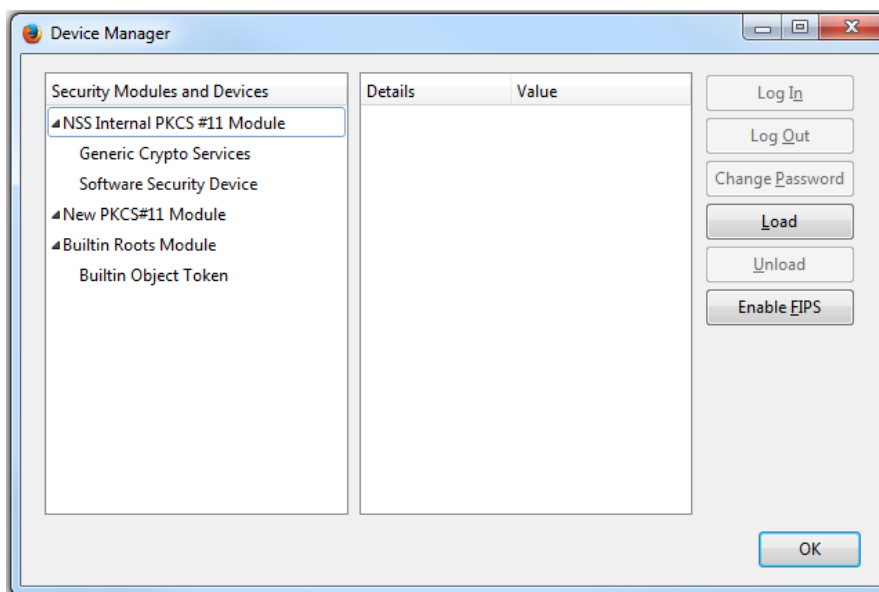 Device Manager
Security Modules and Devices
NSS Internal PKCS #11 Module
Generic Crypto Services
Software Security Device
New PKCS#11 Module
Builtin Roots Module
Builtin Object Token
Details Value
Log In
Log Out
Change Password
Load
Unload
Enable FIPS
OK